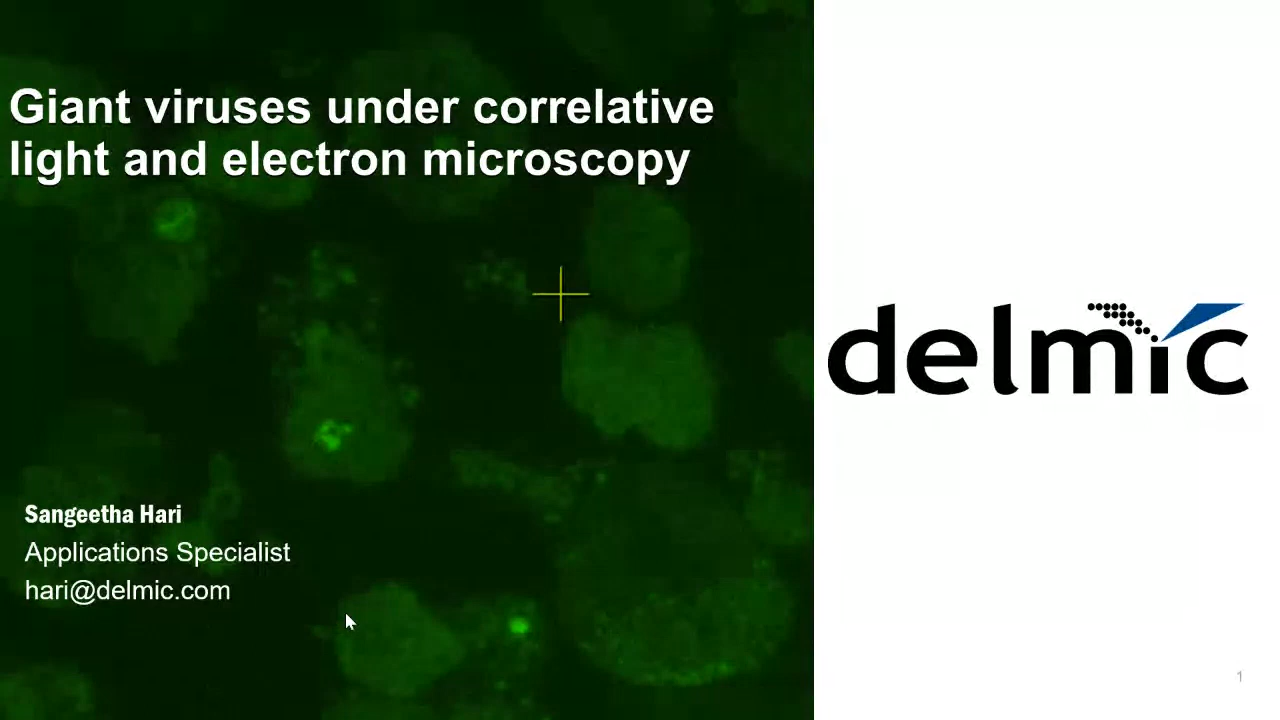 Giant viruses under correlative
light and electron microscopy
delmic
Sangeetha Hari
Applications Specialist
hari@delmic.com
1